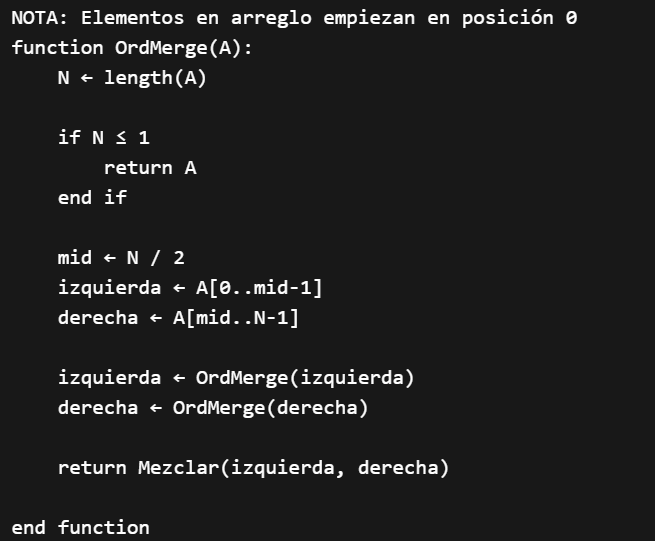 NOTA: Elementos en arreglo empiezan en posición 0
function OrdMerge(A):
    N ← length(A)
    if N ≤ 1
        return A
    end if
    mid ← N / 2
    izquierda ← A[0..mid-1]
    derecha ← A[mid..N-1]
    izquierda ← OrdMerge(izquierda)
    derecha ← OrdMerge(derecha)
    return Mezclar(izquierda, derecha)
end function